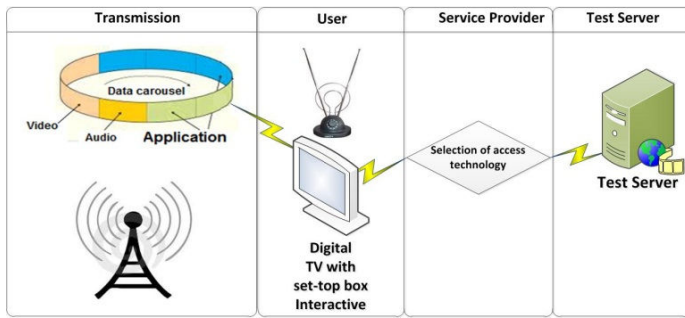 Transmission
User
Service Provider
Test Server
Data carousel
Video
Audio
Application
Digital
TV with
set-top box
Interactive
Selection of access
technology
Test Server